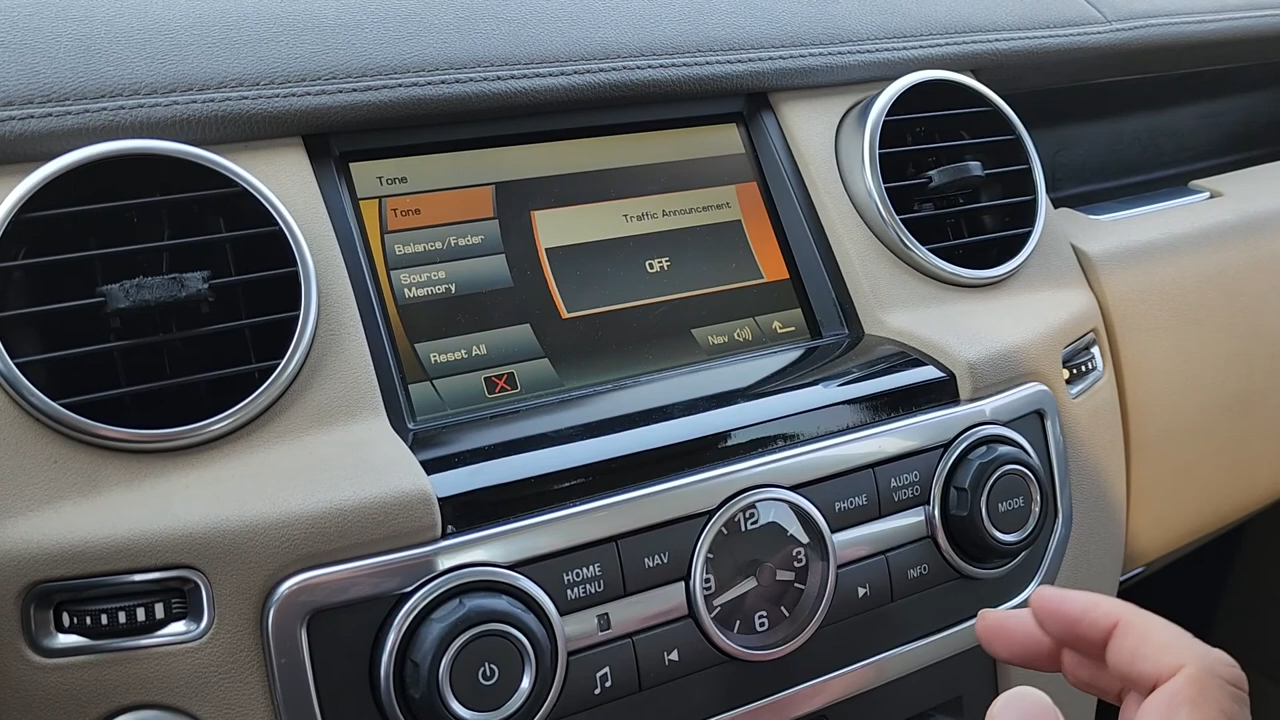 Tone
Tone
Traffic Announcement
Balance/Fader
OFF
Source
Memory
Nav
Reset All
HOME
MENU
NAV
12
3
6
9
PHONE
AUDIO
VIDEO
MODE
INFO